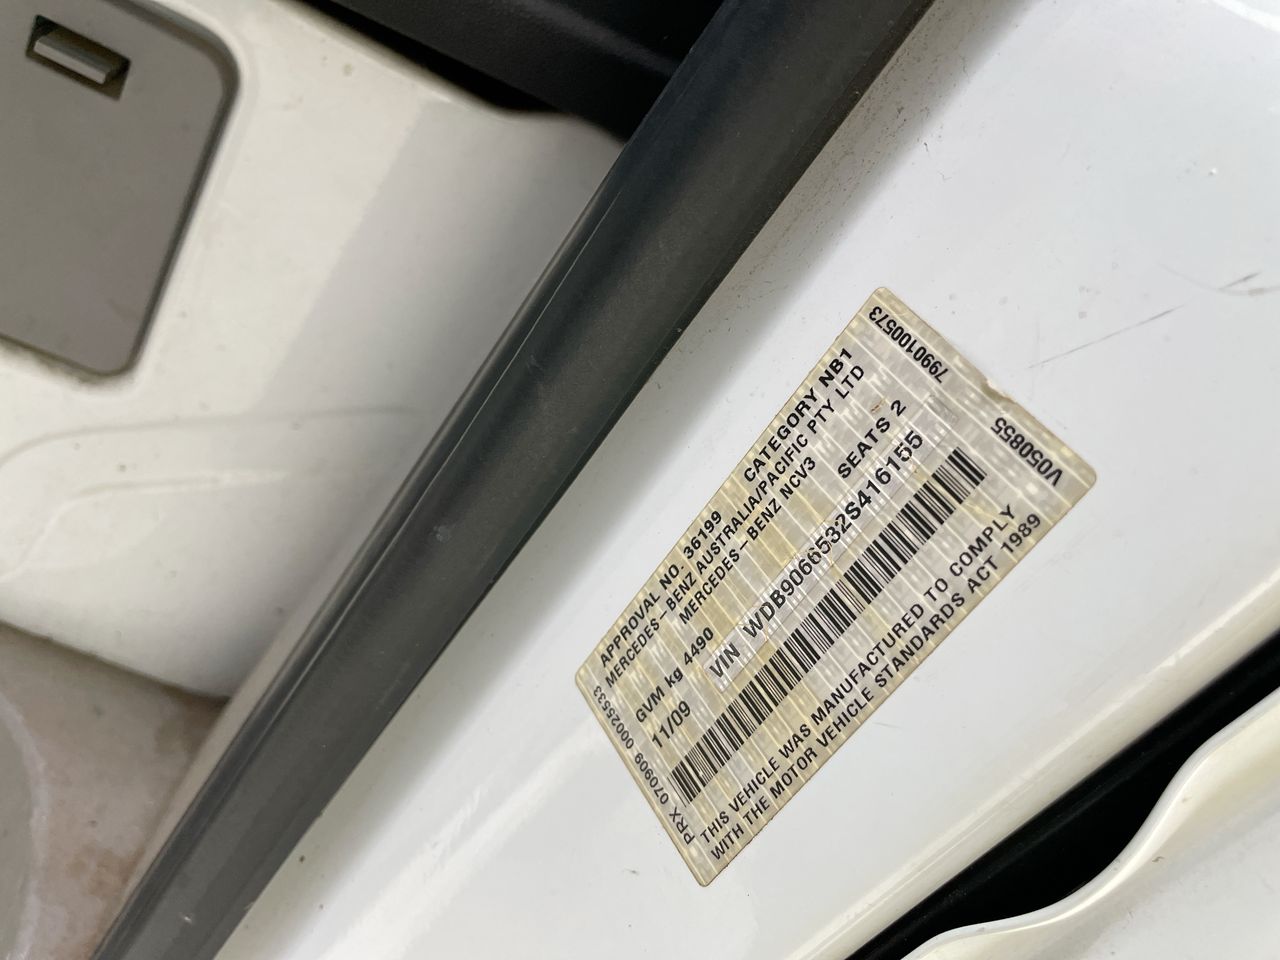 APPROVAL NO. 36199 CATEGORY NB1
MERCEDES-BENZ AUSTRALIA/PACIFIC PTY LTD
MERCEDES-BENZ NCV3
GVM kg 4490 SEATS 2
11/09 VIN WDB9066532S416155
THIS VEHICLE WAS MANUFACTURED TO COMPLY
WITH THE MOTOR VEHICLE STANDARDS ACT 1989
PRX 070909 00025533
7990100573
V050855